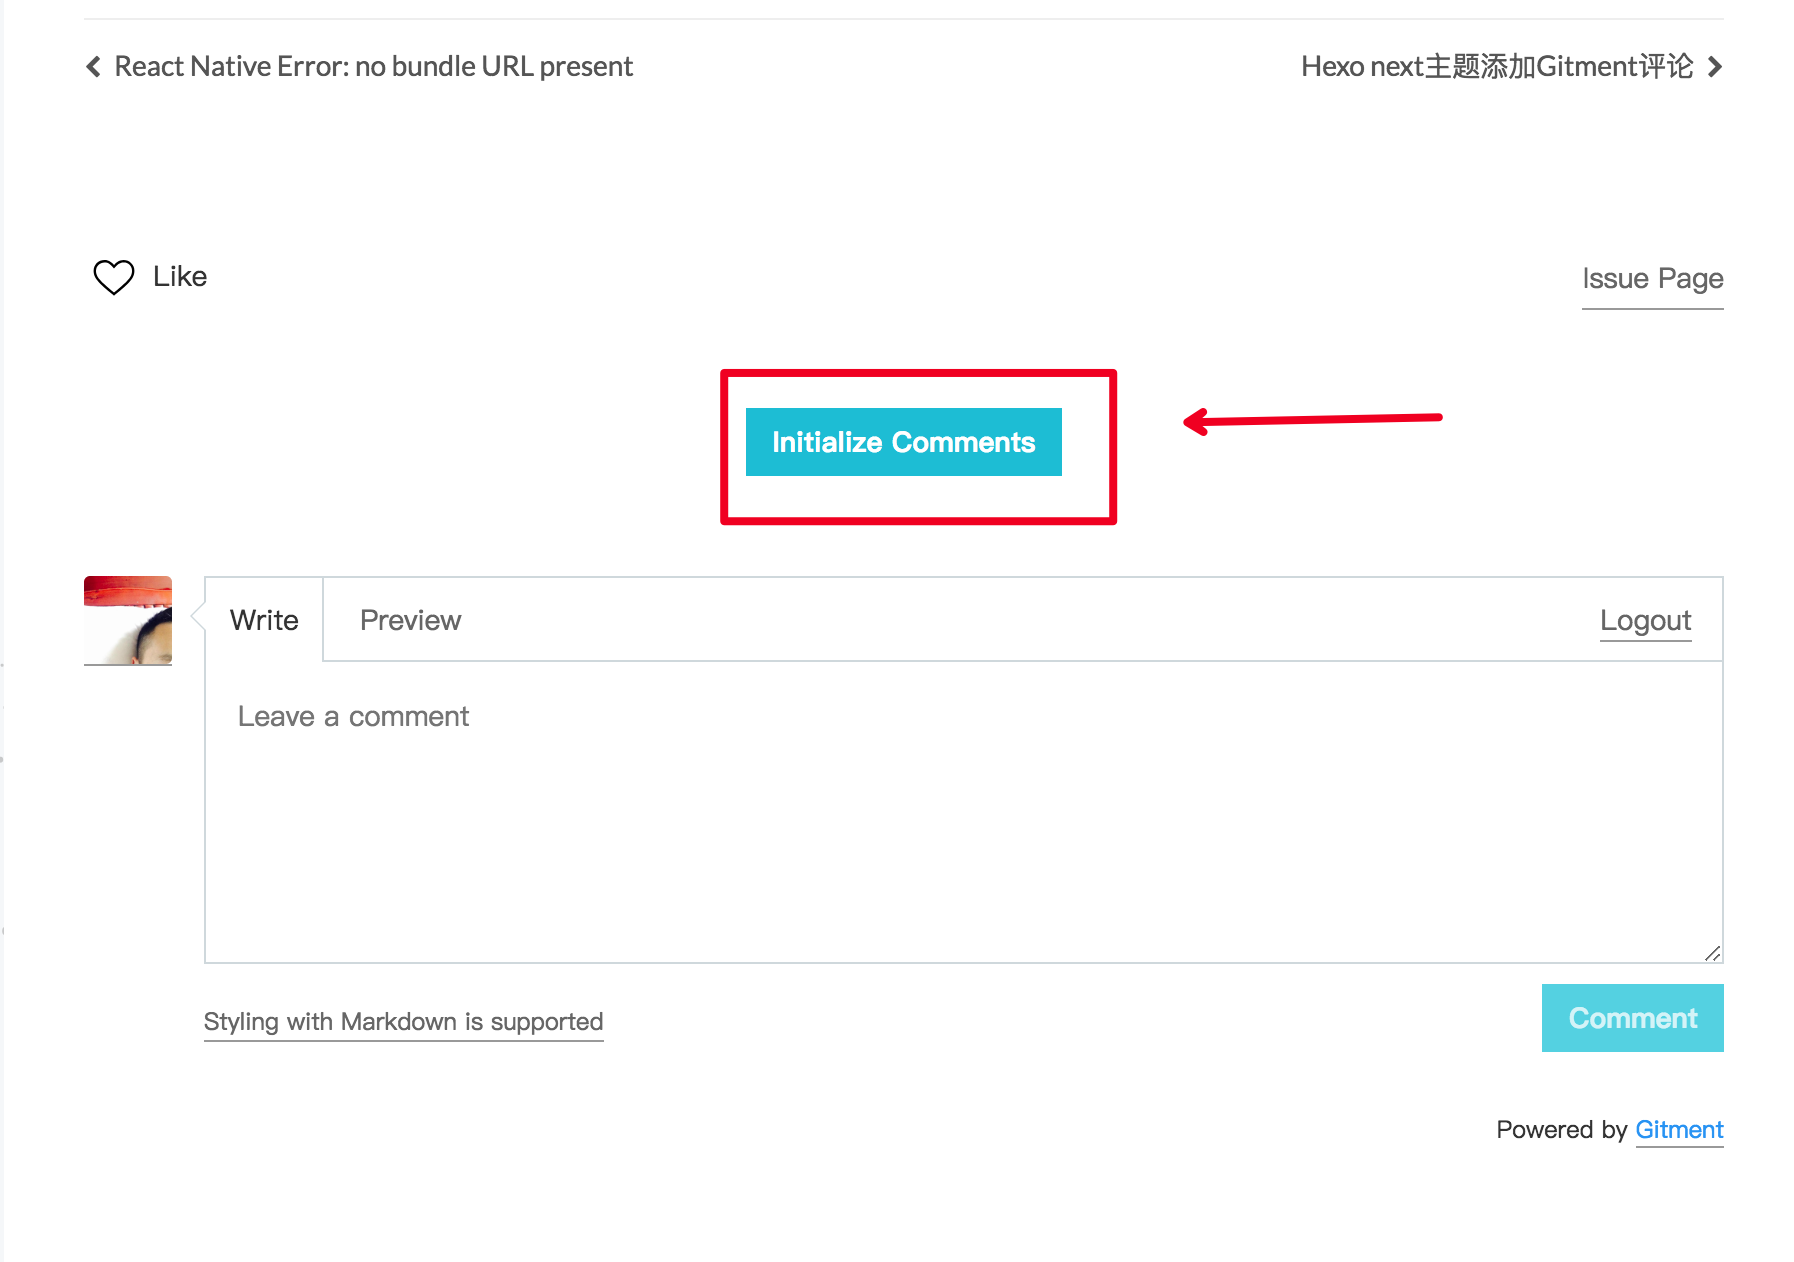 React Native Error: no bundle URL present
Hexo next主题添加Gitment评论
Like
Issue Page
Initialize Comments
Write
Preview
Logout
Leave a comment
Styling with Markdown is supported
Comment
Powered by Gitment